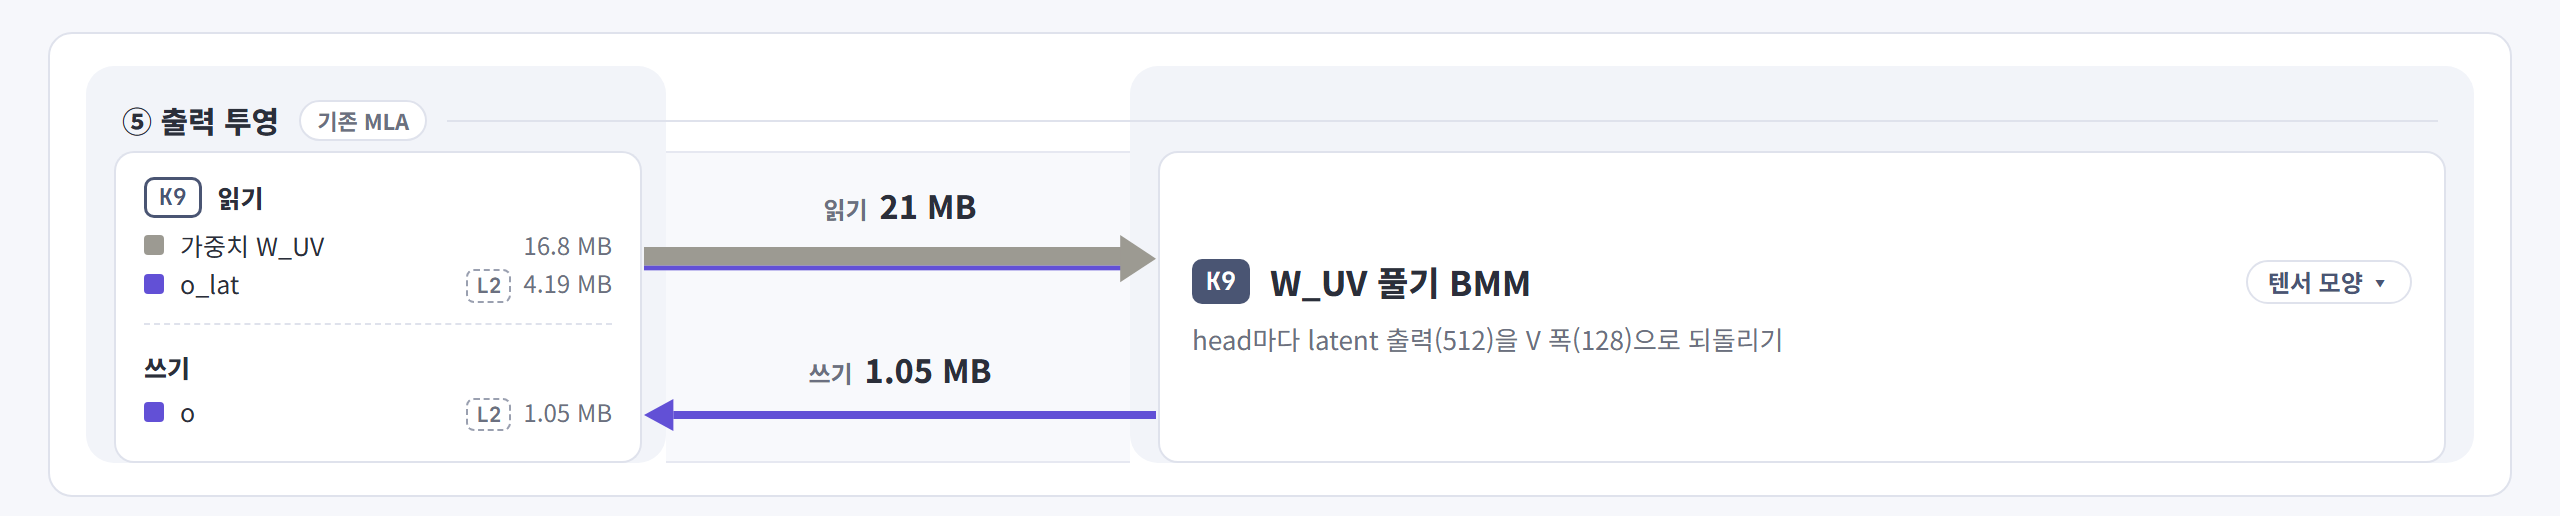 ⑤ 출력 투영 기존 MLA
K9 읽기
가중치 W_UV 16.8 MB
o_lat L2 4.19 MB
쓰기
o L2 1.05 MB
읽기 21 MB
쓰기 1.05 MB
K9 W_UV 풀기 BMM
텐서 모양 ▾
head마다 latent 출력(512)을 V 폭(128)으로 되돌리기